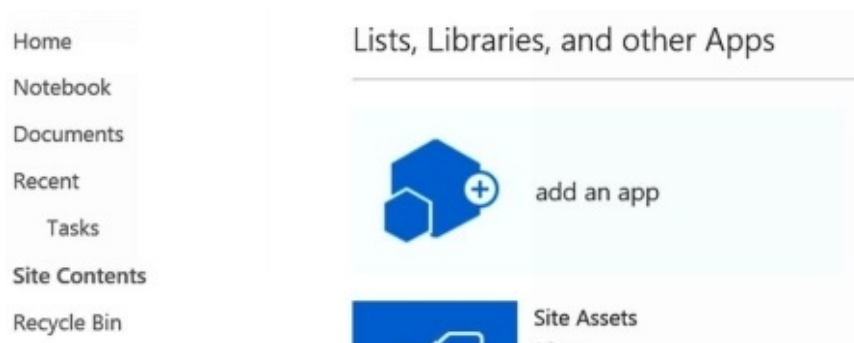 Home
Notebook
Documents
Recent
Tasks
Site Contents
Recycle Bin
Lists, Libraries, and other Apps
add an app
Site Assets